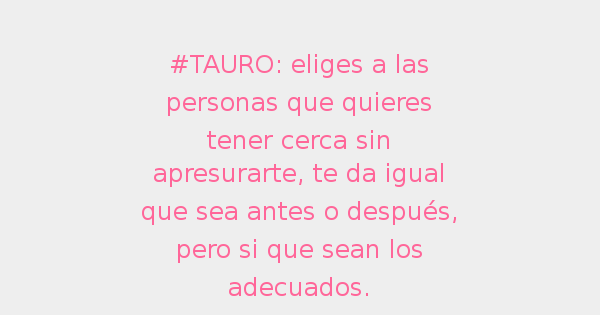 #TAURO: eliges a las
personas que quieres
tener cerca sin
apresurarte, te da igual
que sea antes o después,
pero si que sean los
adecuados.